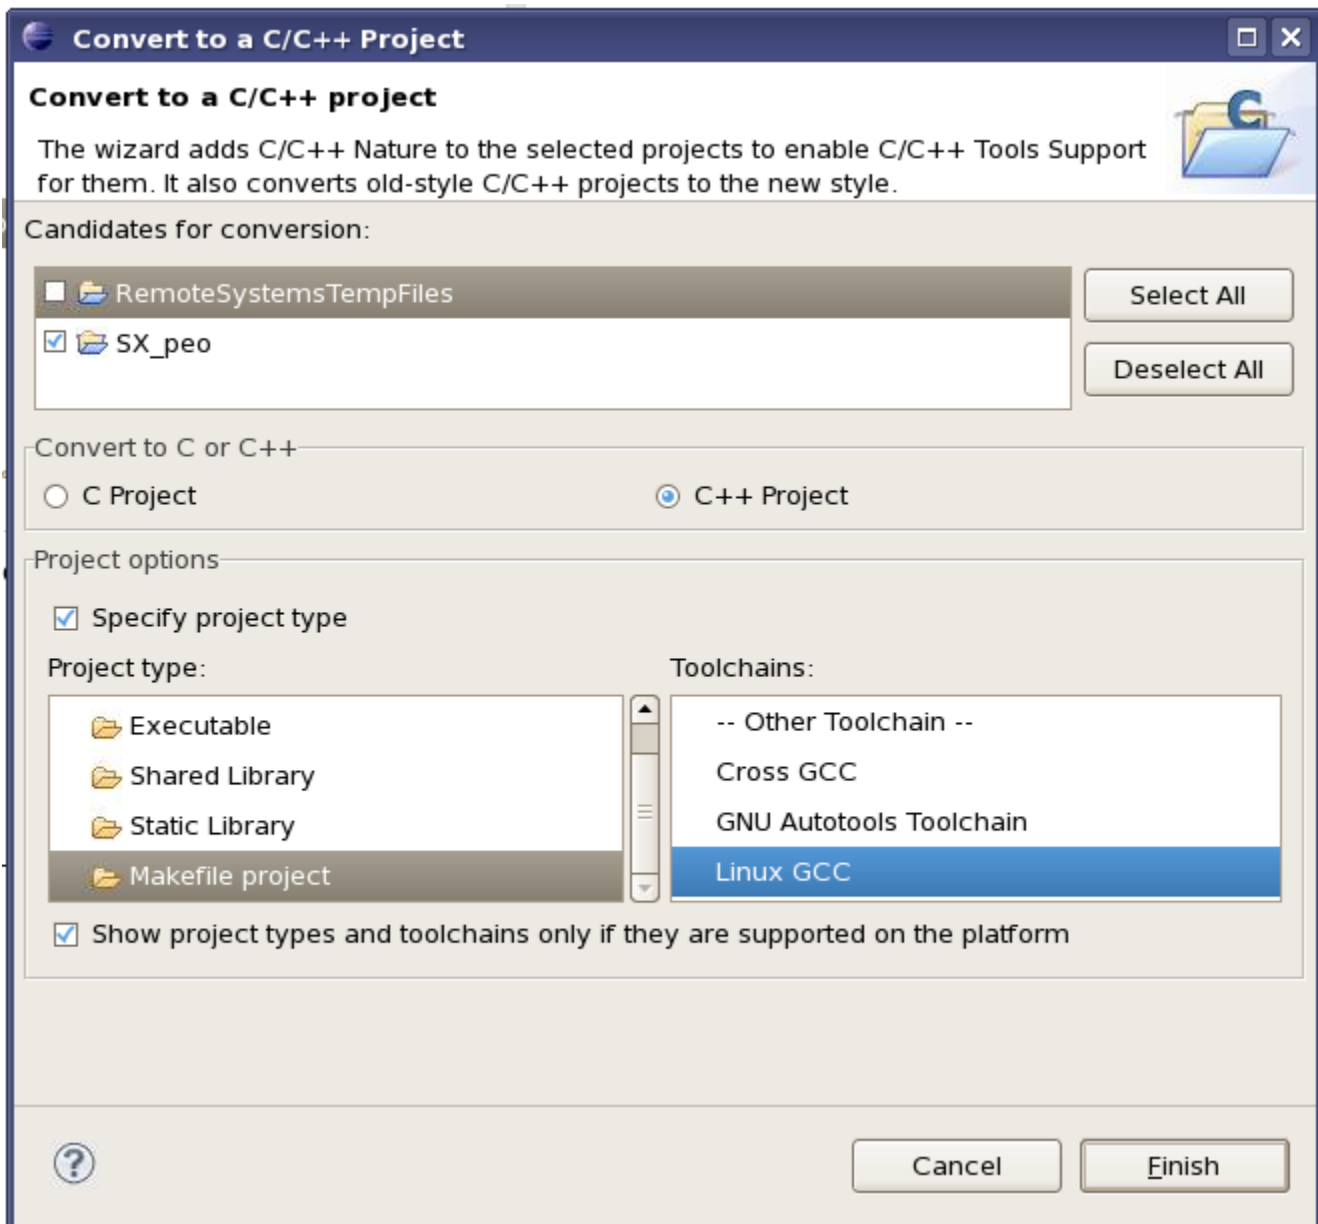 Convert to a C/C++ Project
Convert to a C/C++ project
The wizard adds C/C++ Nature to the selected projects to enable C/C++ Tools Support
for them. It also converts old-style C/C++ projects to the new style.
Candidates for conversion:
RemoteSystemsTempFiles
Select All
SX_peo
Deselect All
Convert to C or C++
C Project
C++ Project
Project options
Specify project type
Project type:
Toolchains:
Executable
-- Other Toolchain --
Shared Library
Cross GCC
Static Library
GNU Autotools Toolchain
Makefile project
Linux GCC
Show project types and toolchains only if they are supported on the platform
Cancel
Finish